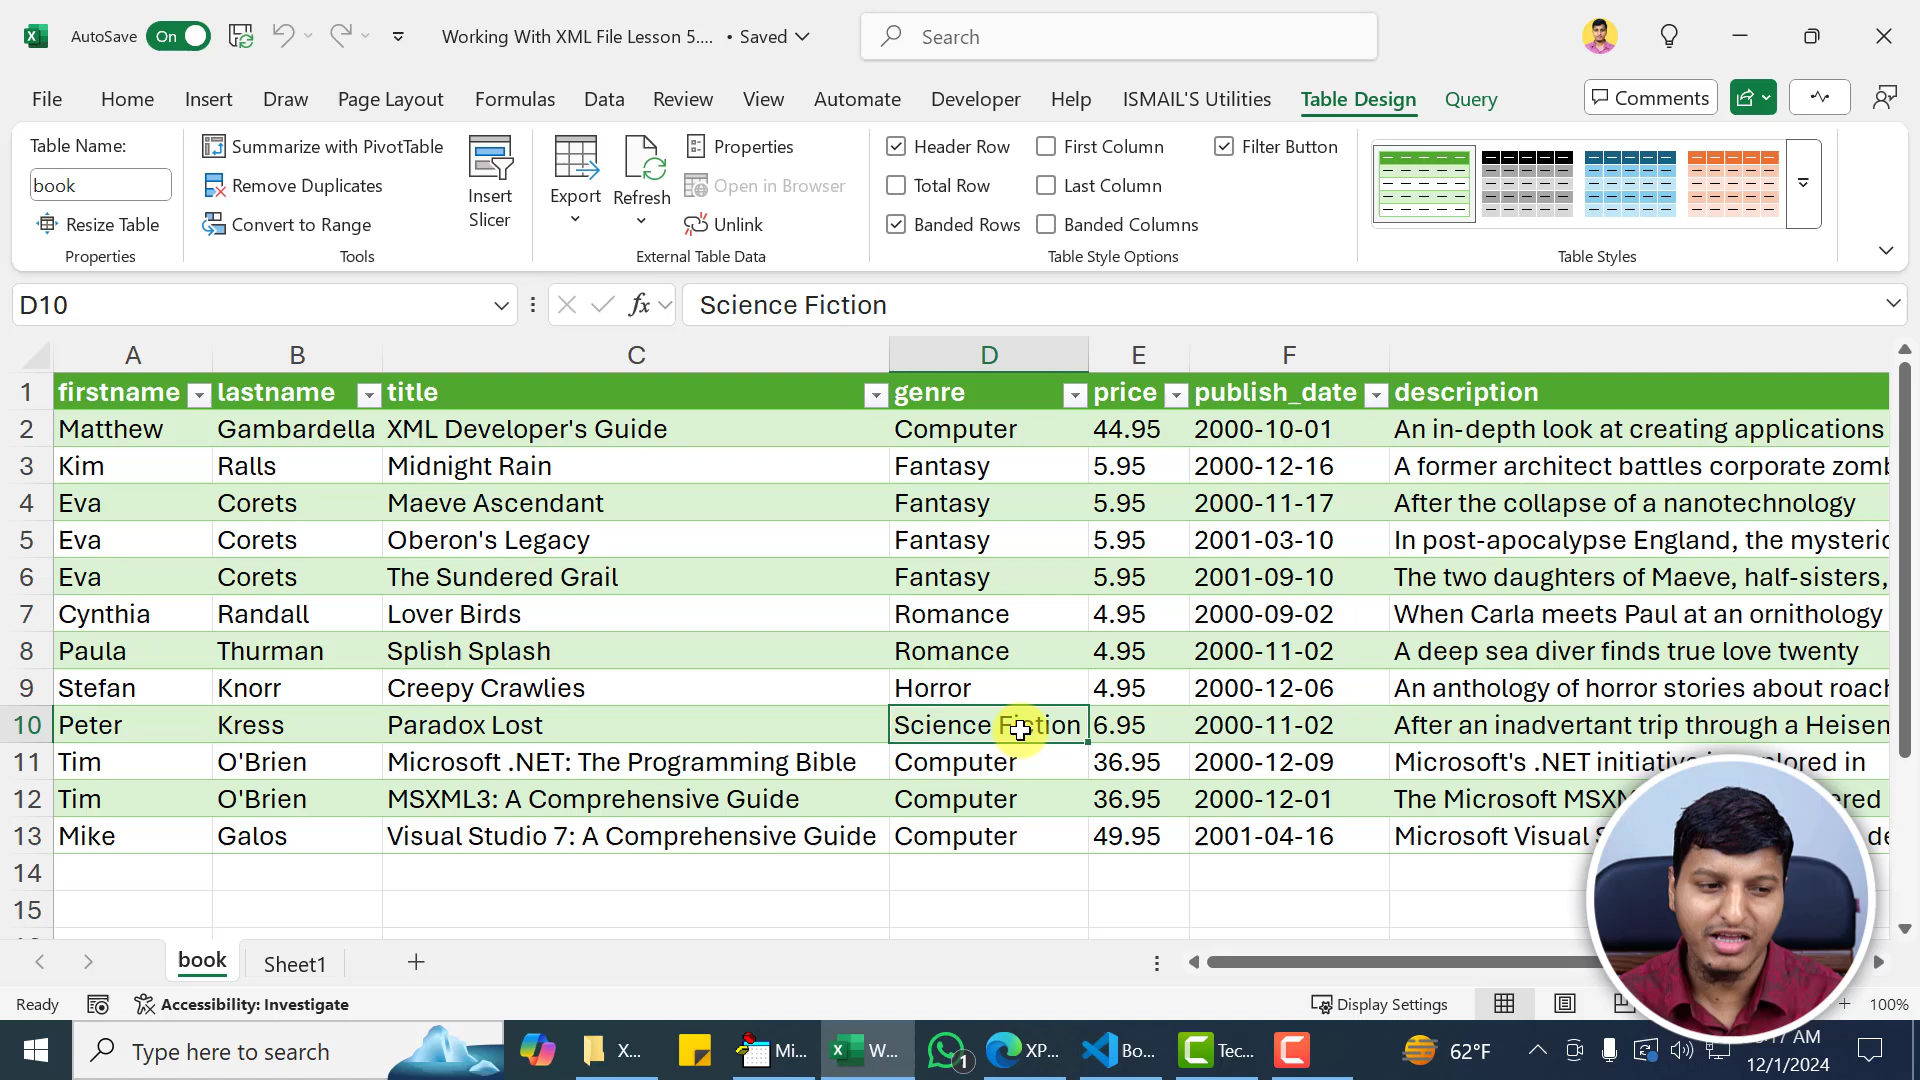 AutoSave On Working With XML File Lesson 5.... • Saved Search
File Home Insert Draw Page Layout Formulas Data Review View Automate Developer Help ISMAIL'S Utilities Table Design Query Comments
Table Name:
book
Resize Table
Properties
Summarize with PivotTable
Remove Duplicates
Convert to Range
Insert
Slicer
Tools
Export
Refresh
Properties
Open in Browser
Unlink
External Table Data
Header Row First Column Filter Button
Total Row Last Column
Banded Rows Banded Columns
Table Style Options
Table Styles
D10 fx Science Fiction
A B C D E F
1 firstname lastname title genre price publish_date description
2 Matthew Gambardella XML Developer's Guide Computer 44.95 2000-10-01 An in-depth look at creating applications
3 Kim Ralls Midnight Rain Fantasy 5.95 2000-12-16 A former architect battles corporate zomb
4 Eva Corets Maeve Ascendant Fantasy 5.95 2000-11-17 After the collapse of a nanotechnology
5 Eva Corets Oberon's Legacy Fantasy 5.95 2001-03-10 In post-apocalypse England, the mysteric
6 Eva Corets The Sundered Grail Fantasy 5.95 2001-09-10 The two daughters of Maeve, half-sisters,
7 Cynthia Randall Lover Birds Romance 4.95 2000-09-02 When Carla meets Paul at an ornithology
8 Paula Thurman Splish Splash Romance 4.95 2000-11-02 A deep sea diver finds true love twenty
9 Stefan Knorr Creepy Crawlies Horror 4.95 2000-12-06 An anthology of horror stories about roach
10 Peter Kress Paradox Lost Science Fiction 6.95 2000-11-02 After an inadvertant trip through a Heisen
11 Tim O'Brien Microsoft .NET: The Programming Bible Computer 36.95 2000-12-09 Microsoft's .NET initiative in
12 Tim O'Brien MSXML3: A Comprehensive Guide Computer 36.95 2000-12-01 The Microsoft
13 Mike Galos Visual Studio 7: A Comprehensive Guide Computer 49.95 2001-04-16 Microsoft Visual
14
15
book Sheet1
Ready Accessibility: Investigate Display Settings 100%
Type here to search X... Mi... W... 1 XP... Bo... Tec... 62°F AM
12/1/2024